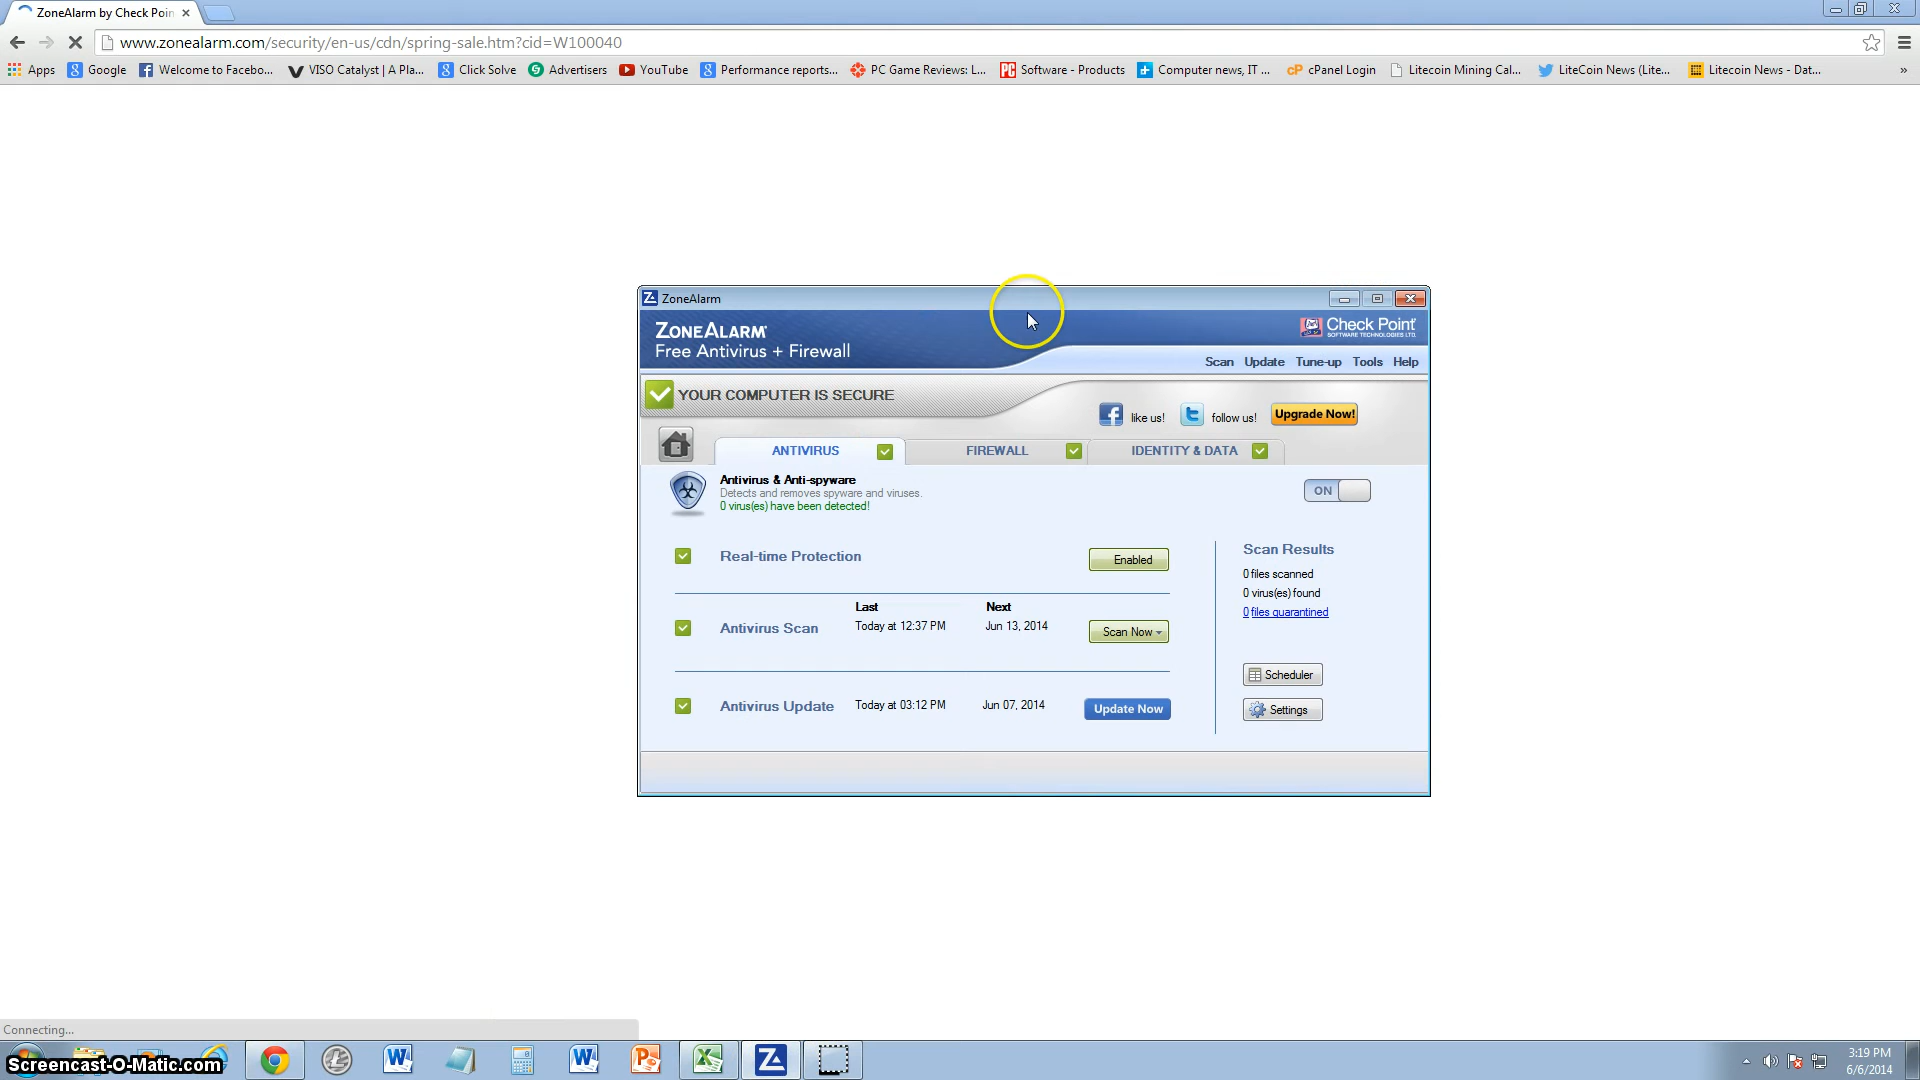 ZoneAlarm by Check Poin
www.zonealarm.com/security/en-us/cdn/spring-sale.htm?cid=W100040
Apps Google Welcome to Facebo... VISO Catalyst | A Pla... Click Solve Advertisers YouTube Performance reports... PC Game Reviews: L... Software - Products Computer news, IT ... cPanel Login Litecoin Mining Cal... LiteCoin News (Lite... Litecoin News - Dat... »
ZoneAlarm
ZONEALARM
Free Antivirus + Firewall
Check Point
SOFTWARE TECHNOLOGIES LTD.
Scan Update Tune-up Tools Help
YOUR COMPUTER IS SECURE
like us! follow us! Upgrade Now!
ANTIVIRUS FIREWALL IDENTITY & DATA
Antivirus & Anti-spyware
Detects and removes spyware and viruses.
0 virus(es) have been detected!
ON
Real-time Protection Enabled
Last Next
Antivirus Scan Today at 12:37 PM Jun 13, 2014 Scan Now
Antivirus Update Today at 03:12 PM Jun 07, 2014 Update Now
Scan Results
0 files scanned
0 virus(es) found
0 files quarantined
Scheduler
Settings
Connecting...
Screencast-O-Matic.com
3:19 PM
6/6/2014